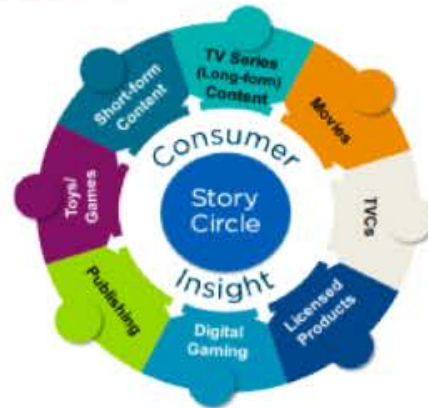 TV Series
(Long-form)
Content
Movies
TVCs
Licensed
Products
Digital
Gaming
Publishing
Toys/
Games
Short-form
Content
Consumer
Story
Circle
Insight